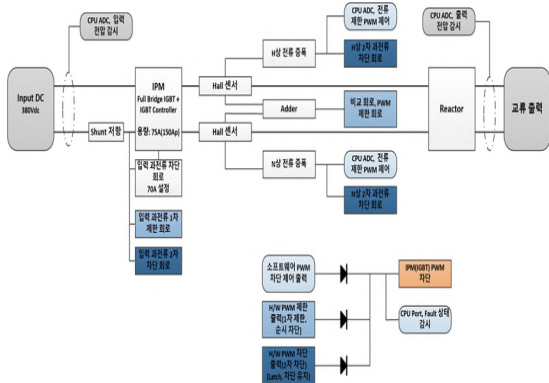 CPU ADC, 입력
전압 감시
Input DC
380Vdc
Shunt 저항
IPM
Full Bridge IGBT +
IGBT Controller
용량: 75A(150Ap)
입력 과전류 차단
회로
70A 설정
입력 과전류 1차
제한 회로
입력 과전류 2차
차단 회로
Hall 센서
Hall 센서
H상 전류 증폭
Adder
N상 전류 증폭
CPU ADC, 전류
제한 PWM 제어
H상 2차 과전류
차단 회로
비교 회로, PWM
제한 회로
CPU ADC, 전류
제한 PWM 제어
N상 2차 과전류
차단 회로
CPU ADC, 출력
전압 감시
Reactor
교류 출력
소프트웨어 PWM
차단 제어 출력
H/W PWM 제한
출력(1차 제한,
순시 차단)
H/W PWM 차단
출력(2차 차단)
(Latch, 차단 유지)
IPM(IGBT) PWM
차단
CPU Port, Fault 상태
감시